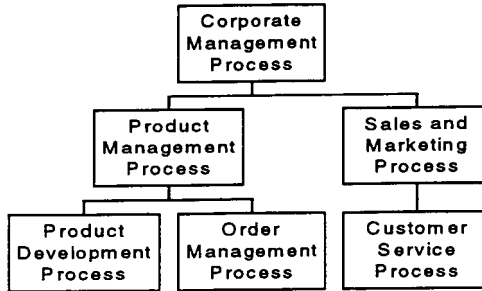 Corporate
Management
Process
Product
Management
Process
Sales and
Marketing
Process
Product
Development
Process
Order
Management
Process
Customer
Service
Process